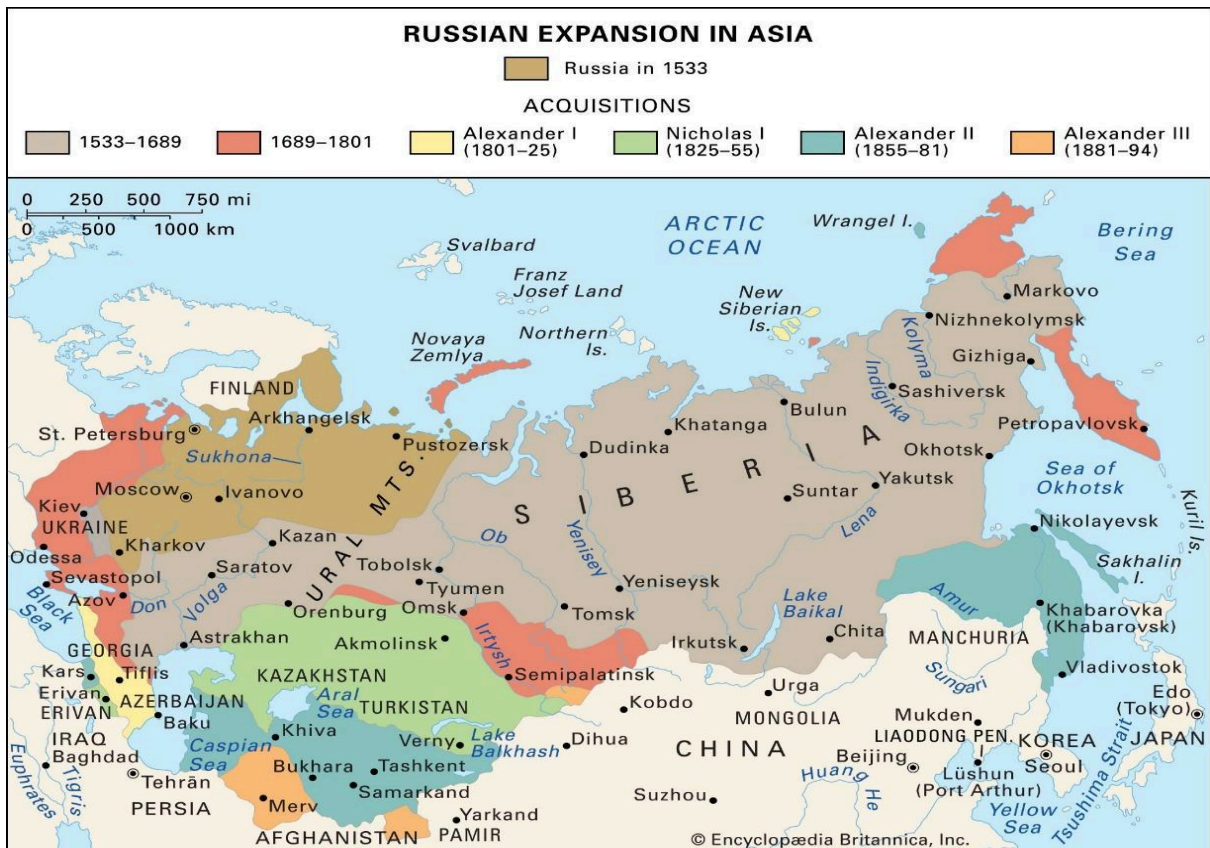 RUSSIAN EXPANSION IN ASIA
Russia in 1533
ACQUISITIONS
1533–1689
1689–1801
Alexander I
(1801–25)
Nicholas I
(1825–55)
Alexander II
(1855–81)
Alexander III
(1881–94)
0 250 500 750 mi
0 500 1000 km
ARCTIC
OCEAN
Wrangel I.
Bering
Sea
Svalbard
Franz
Josef Land
New
Siberian
Is.
Novaya
Zemlya
Northern
Is.
Markovo
Nizhnekolymsk
Kolyma
Gizhiga
Indigirka
Sashiversk
FINLAND
Arkhangelsk
St. Petersburg
Pustozersk
Sukhona
Bulun
Khatanga
Dudinka
Petropavlovsk
Okhotsk
Sea of
Okhotsk
Kuril Is.
Moscow
Ivanovo
URAL MTS.
SIBERIA
Suntar
Yakutsk
Lena
Kiev
UKRAINE
Kharkov
Kazan
Ob
Yenisey
Nikolayevsk
Sakhalin
I.
Odessa
Sevastopol
Saratov
Tobolsk
Tyumen
Yeniseysk
Azov
Don
Volga
Black
Sea
Orenburg
Omsk
Tomsk
Lake
Baikal
Amur
Khabarovka
(Khabarovsk)
Astrakhan
Akmolinsk
Irtysh
Irkutsk
Chita
MANCHURIA
GEORGIA
Kars
Tiflis
KAZAKHSTAN
Semipalatinsk
Urga
Sungari
Vladivostok
Erivan
ERIVAN
AZERBAIJAN
Baku
Aral
Sea
TURKISTAN
Kobdo
MONGOLIA
Mukden
Edo
(Tokyo)
IRAQ
Baghdad
Caspian
Sea
Khiva
Verny
Lake
Balkhash
Dihua
CHINA
LIAODONG PEN.
KOREA
JAPAN
Beijing
Seoul
Euphrates
Tigris
Tehrān
PERSIA
Bukhara
Tashkent
Samarkand
Merv
Huang
He
Lüshun
(Port Arthur)
Tsushima Strait
Suzhou
Yarkand
AFGHANISTAN
PAMIR
Yellow
Sea
© Encyclopædia Britannica, Inc.